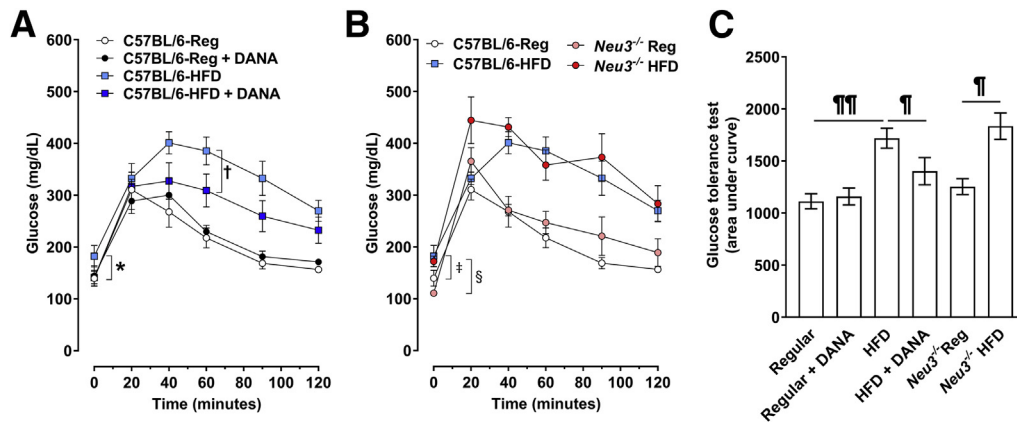 A
C57BL/6-Reg
C57BL/6-Reg + DANA
C57BL/6-HFD
C57BL/6-HFD + DANA
Glucose (mg/dL)
600
500
400
300
200
100
0
†
*
0 20 40 60 80 100 120
Time (minutes)
B
C57BL/6-Reg
C57BL/6-HFD
Neu3-/- Reg
Neu3-/- HFD
Glucose (mg/dL)
600
500
400
300
200
100
0
‡
§
0 20 40 60 80 100 120
Time (minutes)
C
Glucose tolerance test
(area under curve)
2500
2000
1500
1000
500
0
¶¶
¶
¶
Regular
Regular + DANA
HFD
HFD + DANA
Neu3-/- Reg
Neu3-/- HFD